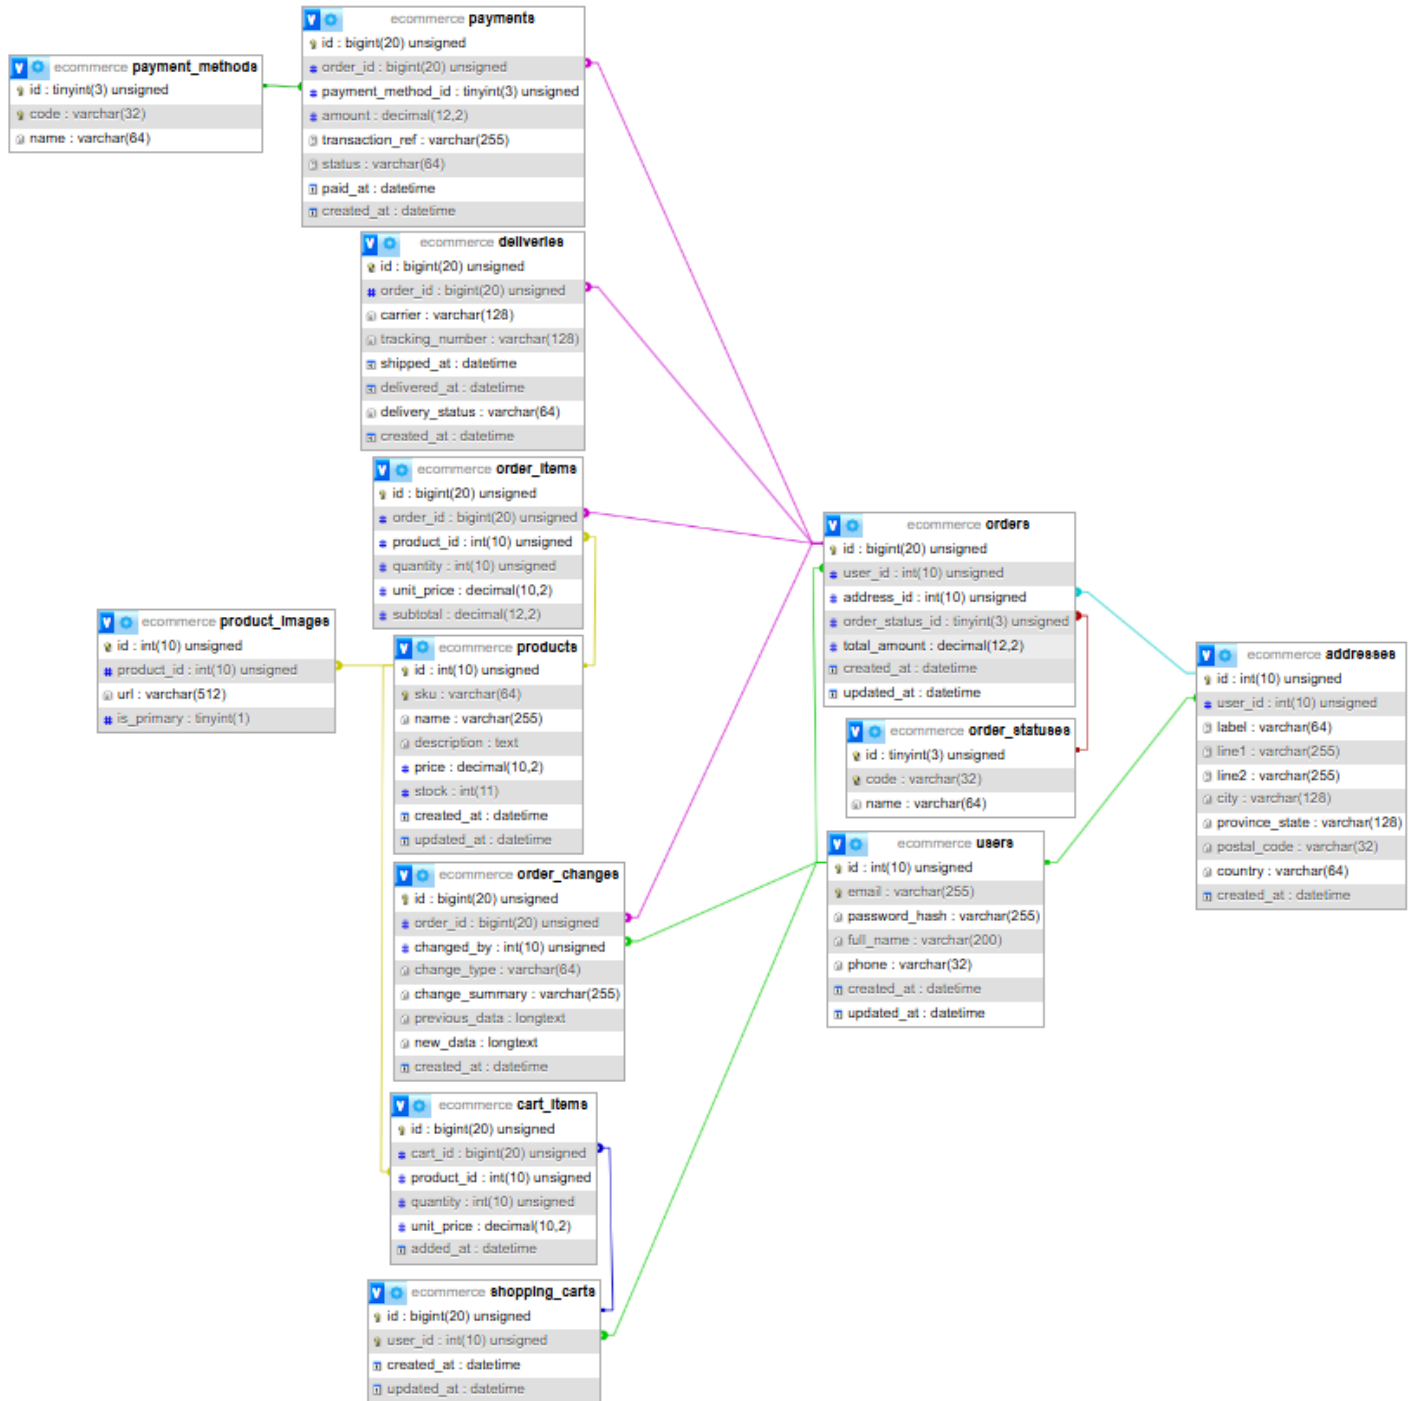 V ecommerce payments
id : bigint(20) unsigned
order_id : bigint(20) unsigned
payment_method_id : tinyint(3) unsigned
amount : decimal(12,2)
transaction_ref : varchar(255)
status : varchar(64)
paid_at : datetime
created_at : datetime
V ecommerce payment_methods
id : tinyint(3) unsigned
code : varchar(32)
name : varchar(64)
V ecommerce deliveries
id : bigint(20) unsigned
order_id : bigint(20) unsigned
carrier : varchar(128)
tracking_number : varchar(128)
shipped_at : datetime
delivered_at : datetime
delivery_status : varchar(64)
created_at : datetime
V ecommerce order_items
id : bigint(20) unsigned
order_id : bigint(20) unsigned
product_id : int(10) unsigned
quantity : int(10) unsigned
unit_price : decimal(10,2)
subtotal : decimal(12,2)
V ecommerce orders
id : bigint(20) unsigned
user_id : int(10) unsigned
address_id : int(10) unsigned
order_status_id : tinyint(3) unsigned
total_amount : decimal(12,2)
created_at : datetime
updated_at : datetime
V ecommerce product_images
id : int(10) unsigned
product_id : int(10) unsigned
url : varchar(512)
is_primary : tinyint(1)
V ecommerce products
id : int(10) unsigned
sku : varchar(64)
name : varchar(255)
description : text
price : decimal(10,2)
stock : int(11)
created_at : datetime
updated_at : datetime
V ecommerce addresses
id : int(10) unsigned
user_id : int(10) unsigned
label : varchar(64)
line1 : varchar(255)
line2 : varchar(255)
city : varchar(128)
province_state : varchar(128)
postal_code : varchar(32)
country : varchar(64)
created_at : datetime
V ecommerce order_statuses
id : tinyint(3) unsigned
code : varchar(32)
name : varchar(64)
V ecommerce users
id : int(10) unsigned
email : varchar(255)
password_hash : varchar(255)
full_name : varchar(200)
phone : varchar(32)
created_at : datetime
updated_at : datetime
V ecommerce order_changes
id : bigint(20) unsigned
order_id : bigint(20) unsigned
changed_by : int(10) unsigned
change_type : varchar(64)
change_summary : varchar(255)
previous_data : longtext
new_data : longtext
created_at : datetime
V ecommerce cart_items
id : bigint(20) unsigned
cart_id : bigint(20) unsigned
product_id : int(10) unsigned
quantity : int(10) unsigned
unit_price : decimal(10,2)
added_at : datetime
V ecommerce shopping_carts
id : bigint(20) unsigned
user_id : int(10) unsigned
created_at : datetime
updated_at : datetime